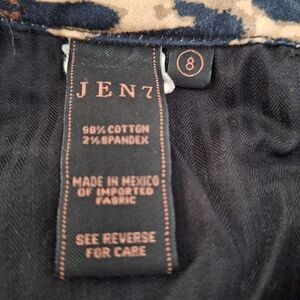 JEN7
8
98% COTTON
2% SPANDEX
MADE IN MEXICO
OF IMPORTED
FABRIC
SEE REVERSE
FOR CARE